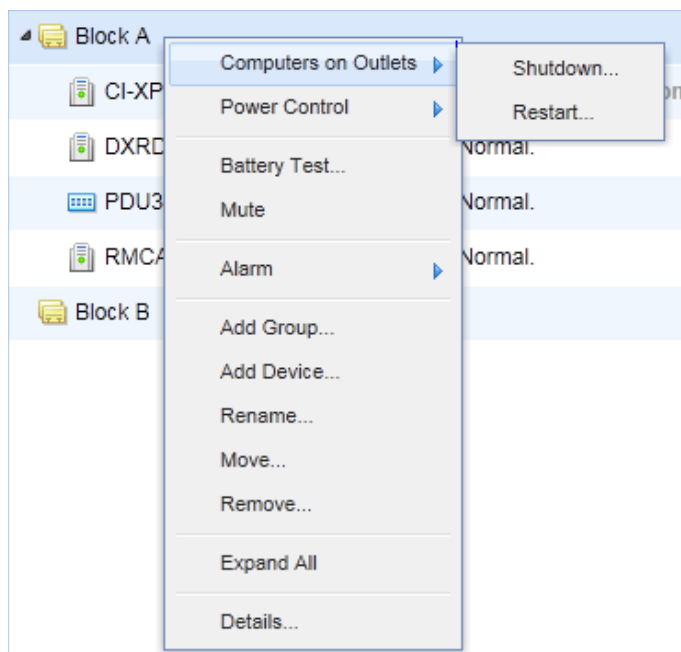 Block A
Computers on Outlets
Shutdown...
CI-XP
Power Control
Restart...
DXRD
Normal.
Battery Test...
PDU3
Mute
Normal.
RMCA
Alarm
Normal.
Block B
Add Group...
Add Device...
Rename...
Move...
Remove...
Expand All
Details...